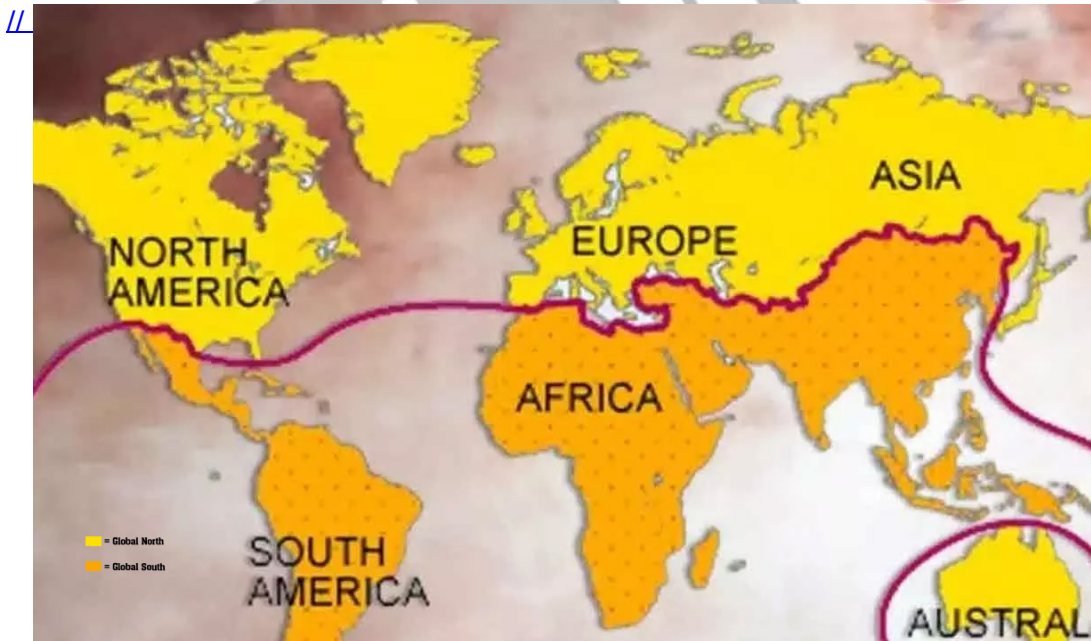 //
ASIA
NORTH
AMERICA
EUROPE
AFRICA
= Global North
= Global South
SOUTH
AMERICA
AUSTRAL